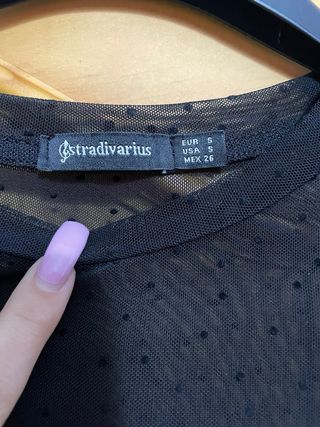 stradivarius
EUR S
USA S
MEX 26